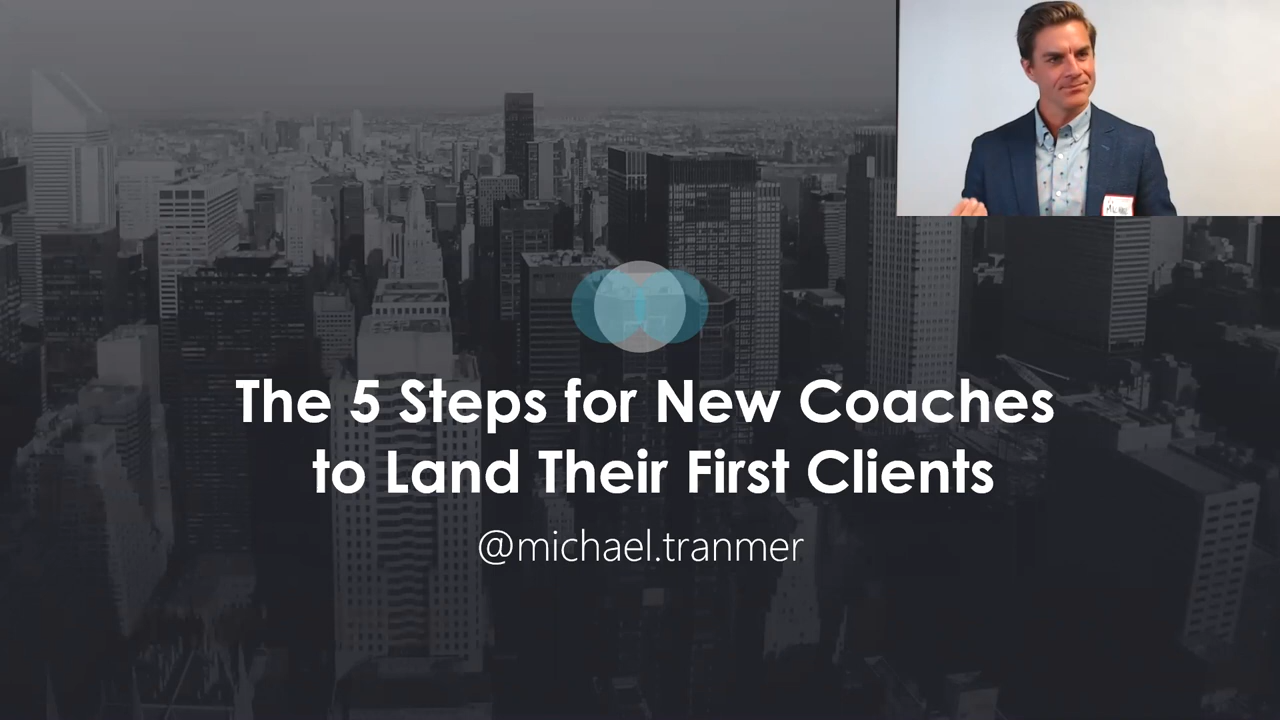 The 5 Steps for New Coaches
to Land Their First Clients
@michael.tranmer